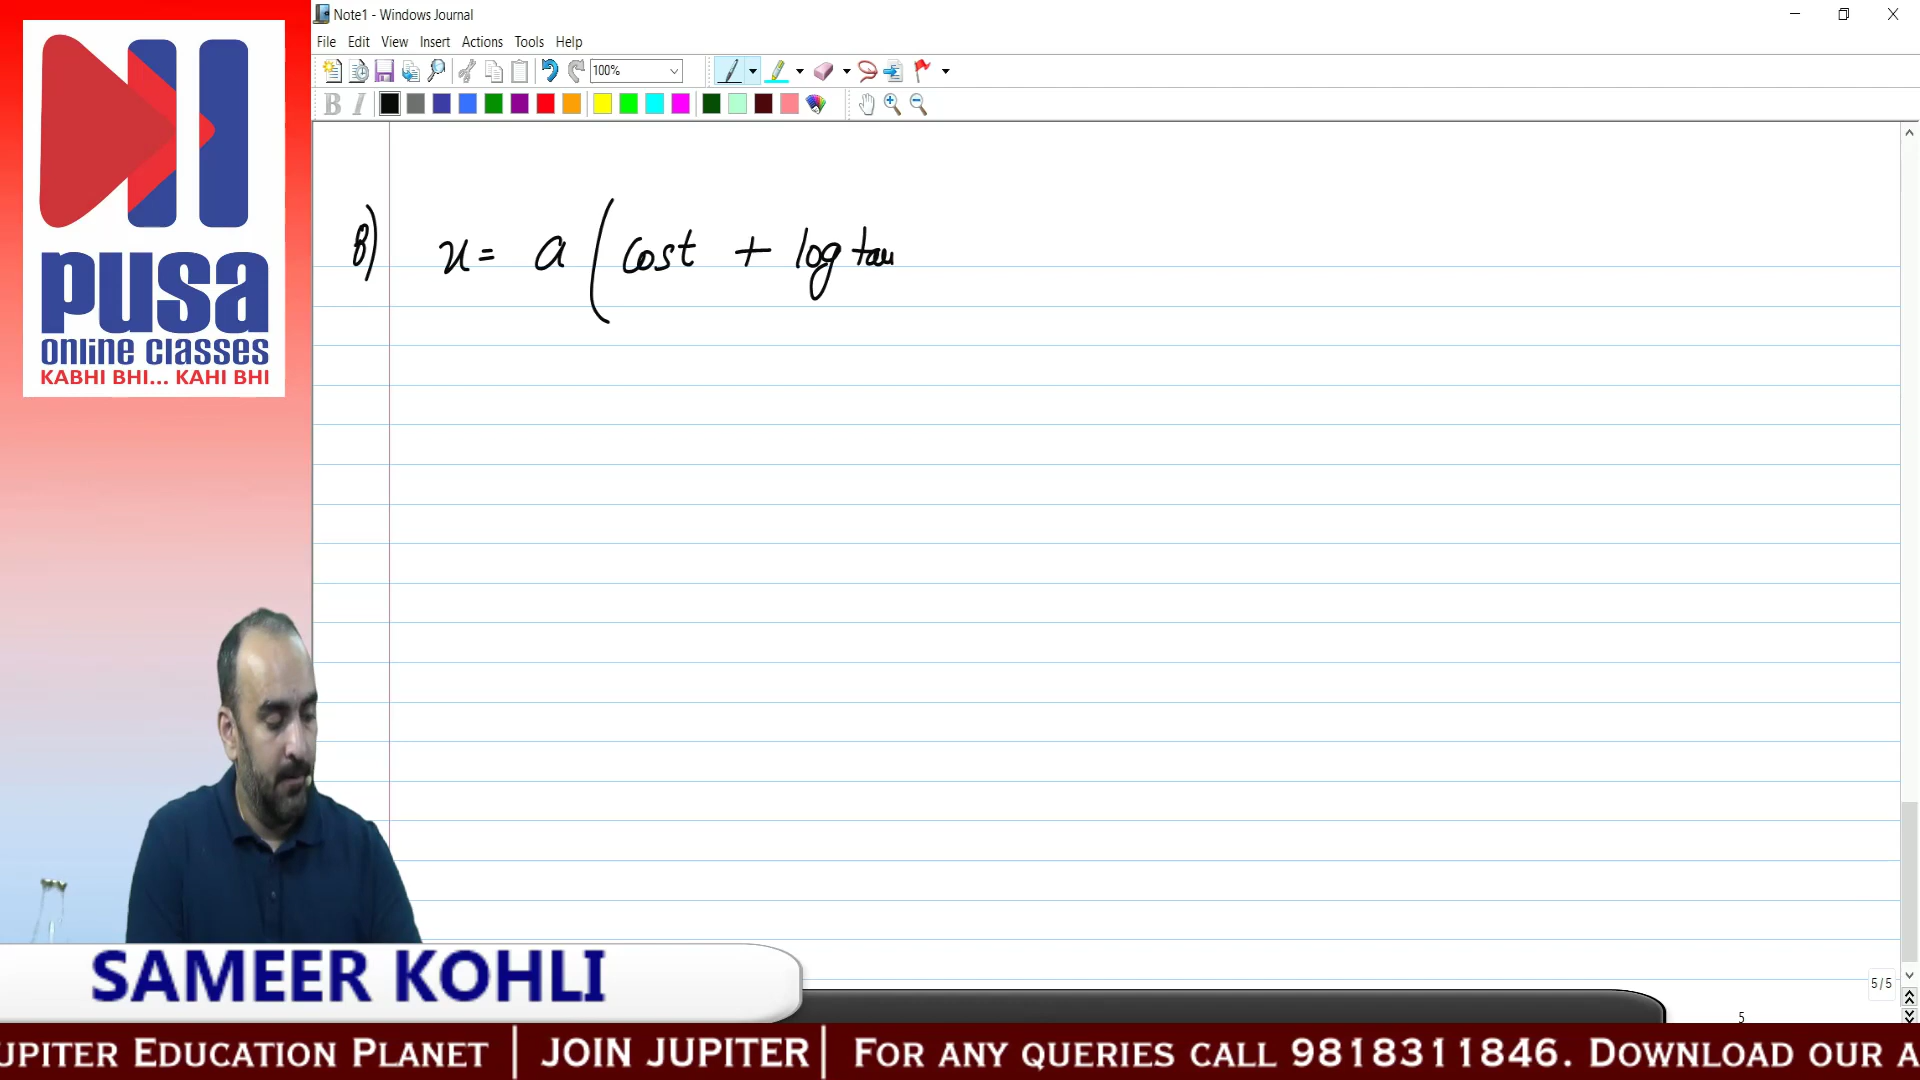 Note1 - Windows Journal
File Edit View Insert Actions Tools Help
100%
B I
8) x = a ( cost + log tan
PUSA
ONLINE CLASSES
KABHI BHI... KAHI BHI
5 / 5
5
SAMEER KOHLI
UPITER EDUCATION PLANET | JOIN JUPITER | FOR ANY QUERIES CALL 9818311846. DOWNLOAD OUR A